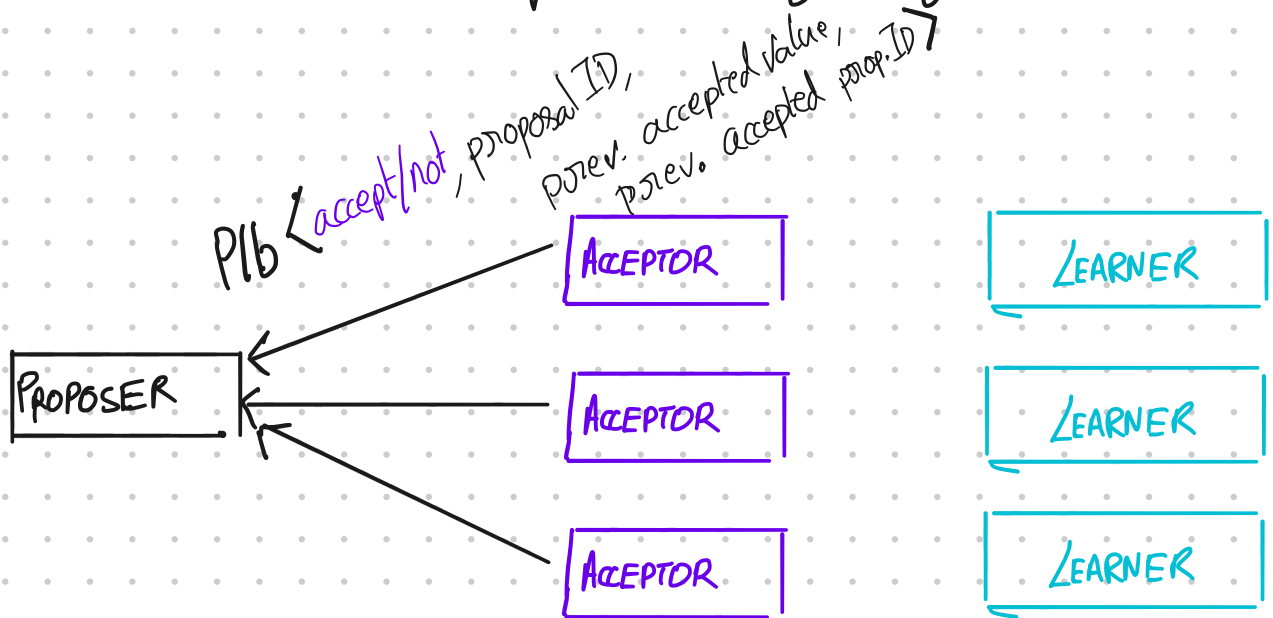 P1b <accept/not, proposal ID,
prev. accepted value,
prev. accepted prop. ID>
ACCEPTOR
LEARNER
PROPOSER
ACCEPTOR
LEARNER
ACCEPTOR
LEARNER